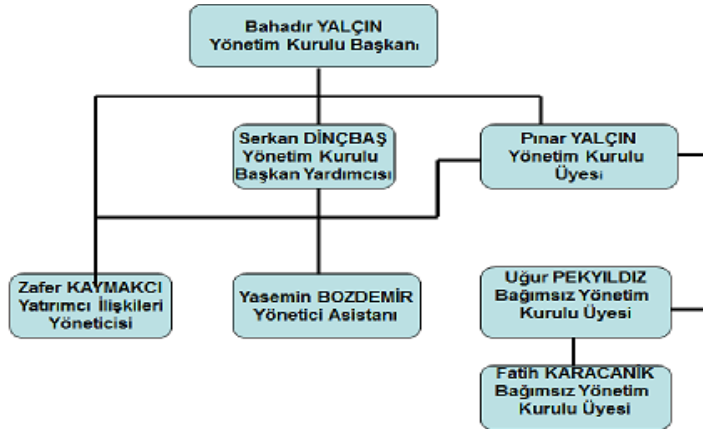 Bahadır YALÇIN
Yönetim Kurulu Başkanı
Serkan DİNÇBAŞ
Yönetim Kurulu
Başkan Yardımcısı
Pınar YALÇIN
Yönetim Kurulu
Üyesi
Zafer KAYMAKCI
Yatırımcı İlişkileri
Yöneticisi
Yasemin BOZDEMİR
Yönetici Asistanı
Uğur PEKYILDIZ
Bağımsız Yönetim
Kurulu Üyesi
Fatih KARACANİK
Bağımsız Yönetim
Kurulu Üyesi